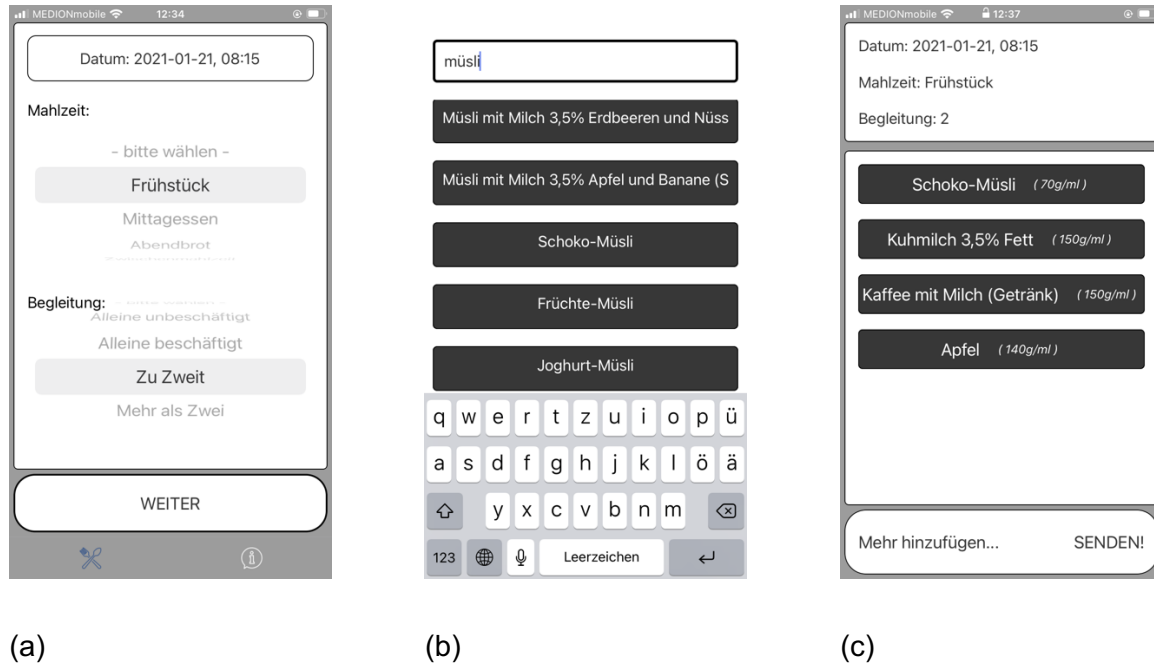 MEDIONmobile 12:34
Datum: 2021-01-21, 08:15
Mahlzeit:
- bitte wählen -
Frühstück
Mittagessen
Abendbrot
Begleitung:
Alleine unbeschäftigt
Alleine beschäftigt
Zu Zweit
Mehr als Zwei
WEITER
(a)
müsli
Müsli mit Milch 3,5% Erdbeeren und Nüss
Müsli mit Milch 3,5% Apfel und Banane (S
Schoko-Müsli
Früchte-Müsli
Joghurt-Müsli
q w e r t z u i o p ü
a s d f g h j k l ö ä
y x c v b n m
123 Leerzeichen
(b)
MEDIONmobile 12:37
Datum: 2021-01-21, 08:15
Mahlzeit: Frühstück
Begleitung: 2
Schoko-Müsli (70g/ml)
Kuhmilch 3,5% Fett (150g/ml)
Kaffee mit Milch (Getränk) (150g/ml)
Apfel (140g/ml)
Mehr hinzufügen... SENDEN!
(c)